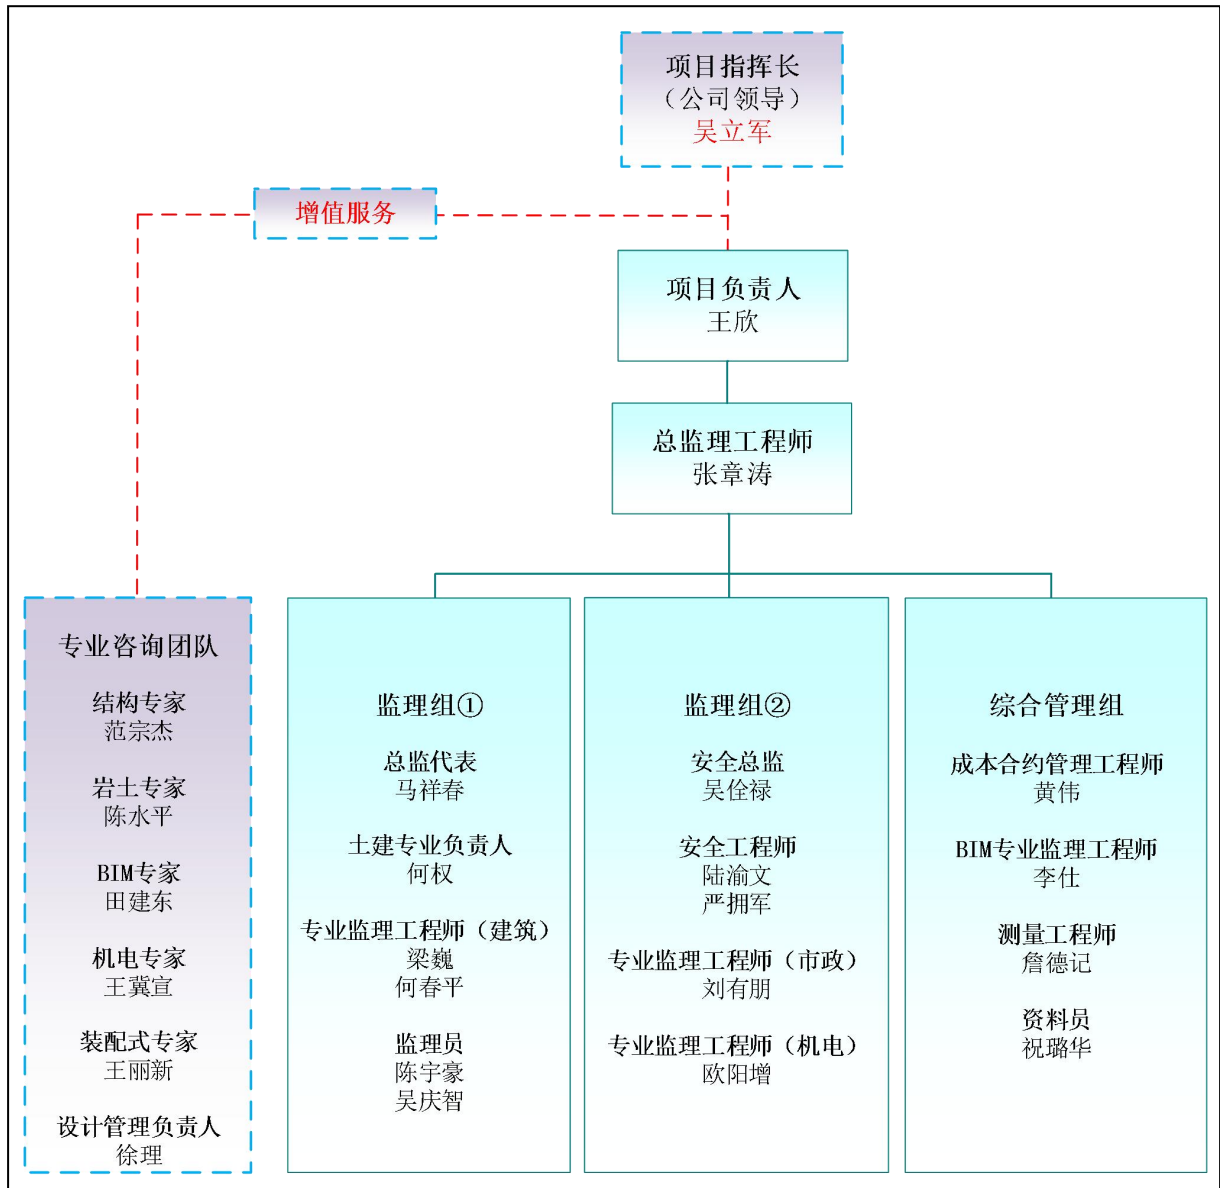 项目指挥长
（公司领导）
吴立军
增值服务
项目负责人
王欣
总监理工程师
张章涛
专业咨询团队
结构专家
范宗杰
岩土专家
陈水平
BIM专家
田建东
机电专家
王冀宣
装配式专家
王丽新
设计管理负责人
徐理
监理组①
总监代表
马祥春
土建专业负责人
何权
专业监理工程师（建筑）
梁巍
何春平
监理员
陈宇豪
吴庆智
监理组②
安全总监
吴佺禄
安全工程师
陆渝文
严拥军
专业监理工程师（市政）
刘有朋
专业监理工程师（机电）
欧阳增
综合管理组
成本合约管理工程师
黄伟
BIM专业监理工程师
李仕
测量工程师
詹德记
资料员
祝璐华